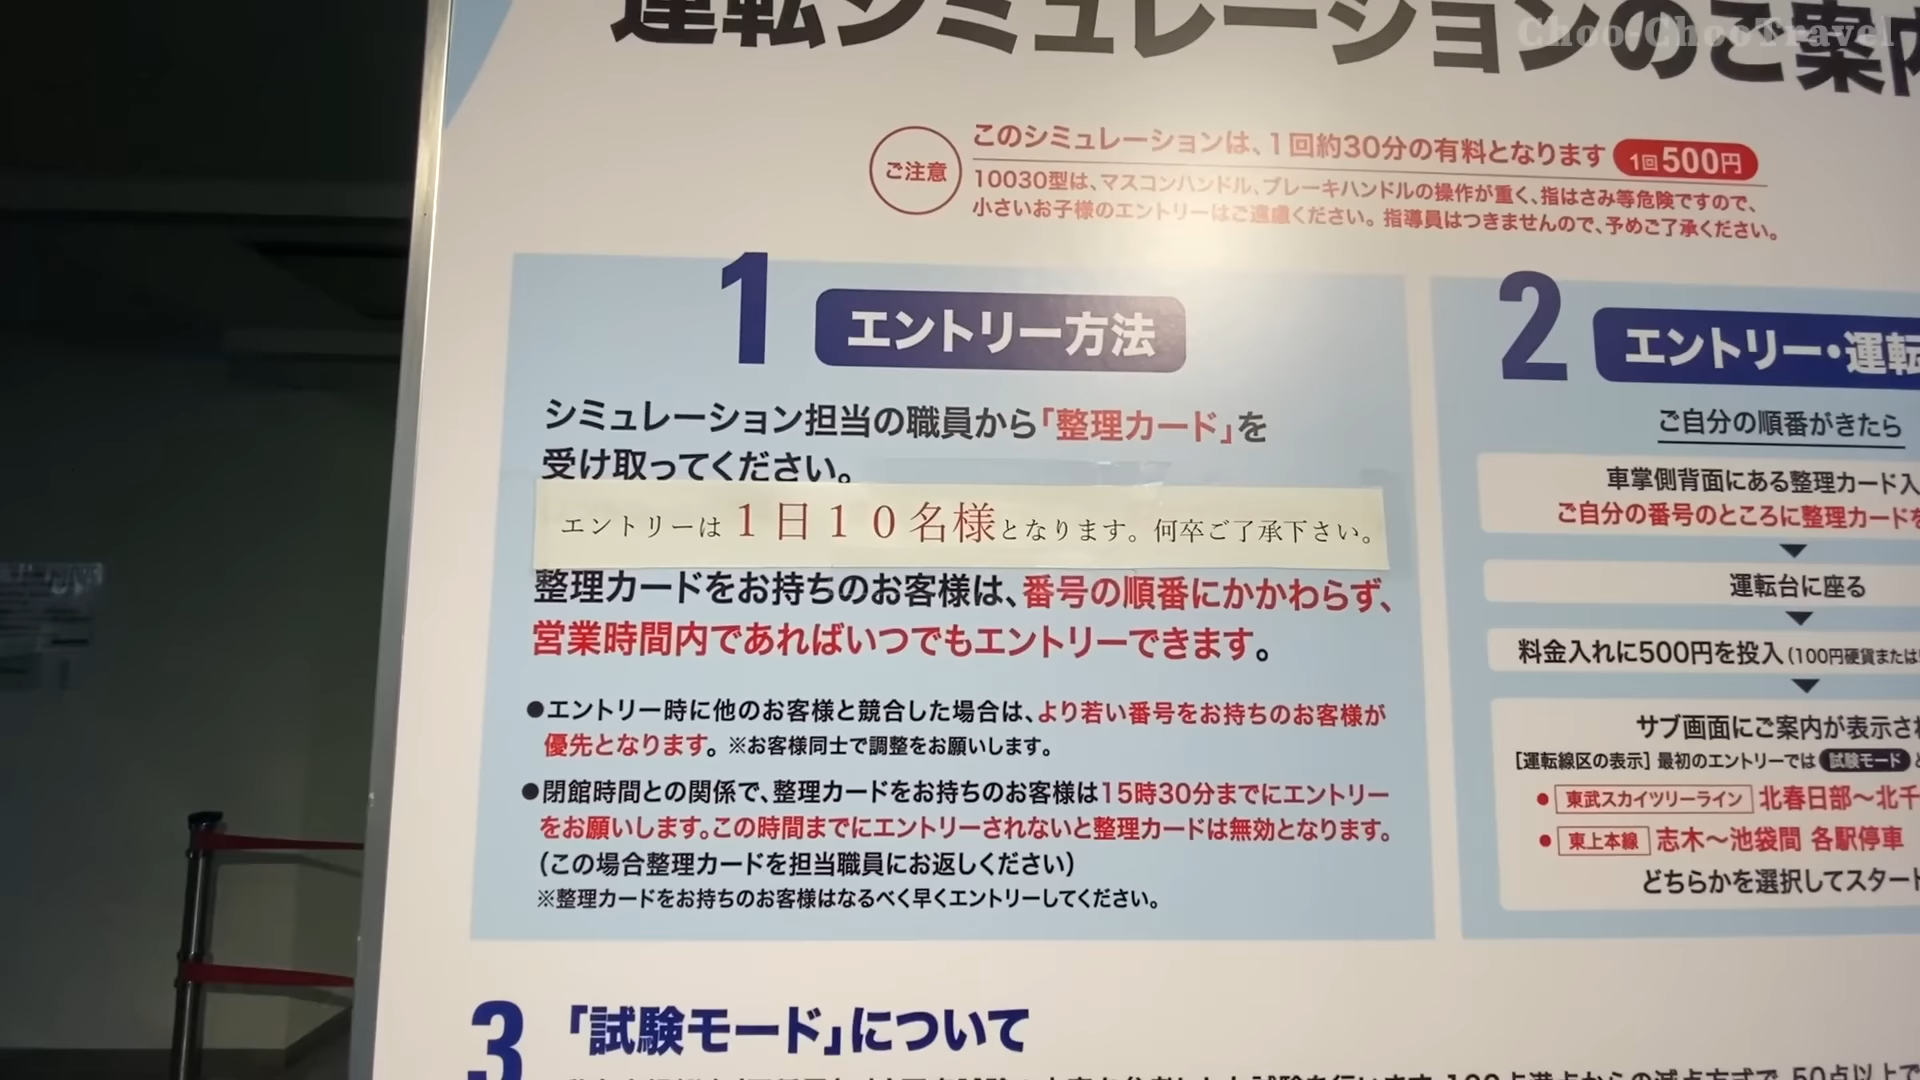 Choo-ChooTravel
運転シミュレーションのご案内
ご注意
このシミュレーションは、1回約30分の有料となります 1回500円
10030型は、マスコンハンドル、ブレーキハンドルの操作が重く、指はさみ等危険ですので、
小さいお子様のエントリーはご遠慮ください。指導員はつきませんので、予めご了承ください。
1 エントリー方法
シミュレーション担当の職員から「整理カード」を
受け取ってください。
エントリーは１日１０名様となります。何卒ご了承下さい。
整理カードをお持ちのお客様は、番号の順番にかかわらず、
営業時間内であればいつでもエントリーできます。
●エントリー時に他のお客様と競合した場合は、より若い番号をお持ちのお客様が
優先となります。※お客様同士で調整をお願いします。
●閉館時間との関係で、整理カードをお持ちのお客様は15時30分までにエントリー
をお願いします。この時間までにエントリーされないと整理カードは無効となります。
(この場合整理カードを担当職員にお返しください)
※整理カードをお持ちのお客様はなるべく早くエントリーしてください。
2 エントリー・運転
ご自分の順番がきたら
車掌側背面にある整理カード入
ご自分の番号のところに整理カードを
運転台に座る
料金入れに500円を投入(100円硬貨または
サブ画面にご案内が表示され
[運転線区の表示] 最初のエントリーでは 試験モード と
● 東武スカイツリーライン 北春日部～北千
● 東上本線 志木～池袋間 各駅停車
どちらかを選択してスタート
3 「試験モード」について